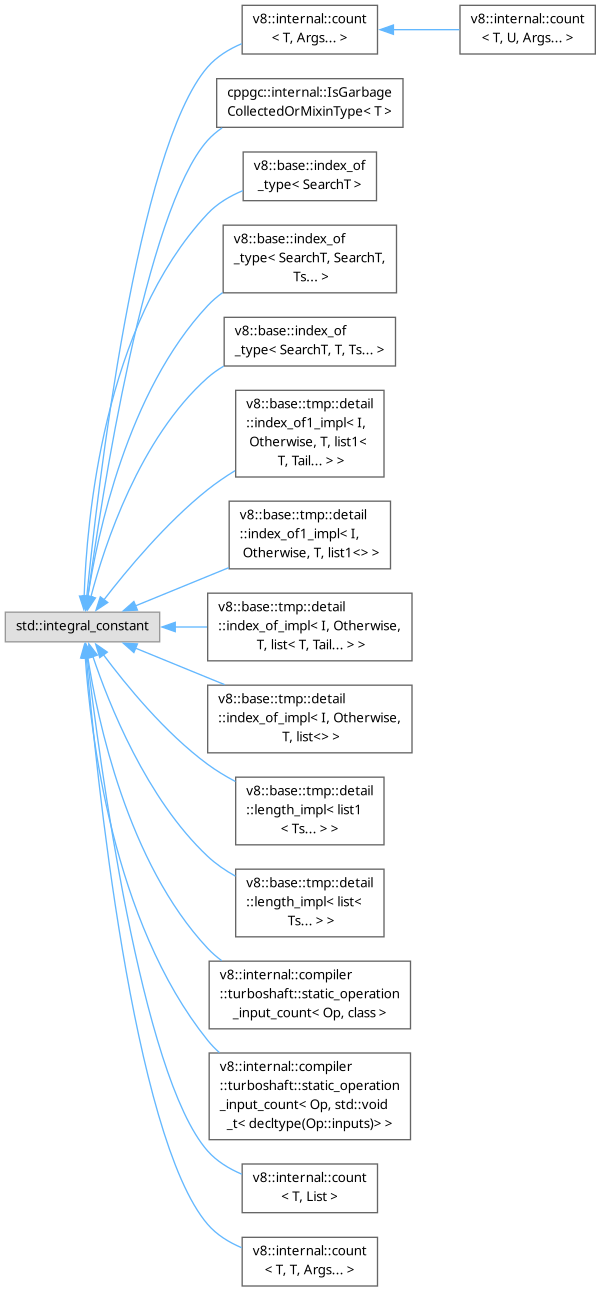 v8::internal::count
< T, Args... >
v8::internal::count
< T, U, Args... >
cppgc::internal::IsGarbage
CollectedOrMixinType< T >
v8::base::index_of
_type< SearchT >
v8::base::index_of
_type< SearchT, SearchT,
Ts... >
v8::base::index_of
_type< SearchT, T, Ts... >
v8::base::tmp::detail
::index_of1_impl< I,
Otherwise, T, list1<
T, Tail... > >
v8::base::tmp::detail
::index_of1_impl< I,
Otherwise, T, list1<> >
std::integral_constant
v8::base::tmp::detail
::index_of_impl< I, Otherwise,
T, list< T, Tail... > >
v8::base::tmp::detail
::index_of_impl< I, Otherwise,
T, list<> >
v8::base::tmp::detail
::length_impl< list1
< Ts... > >
v8::base::tmp::detail
::length_impl< list<
Ts... > >
v8::internal::compiler
::turboshaft::static_operation
_input_count< Op, class >
v8::internal::compiler
::turboshaft::static_operation
_input_count< Op, std::void
_t< decltype(Op::inputs)> >
v8::internal::count
< T, List >
v8::internal::count
< T, T, Args... >